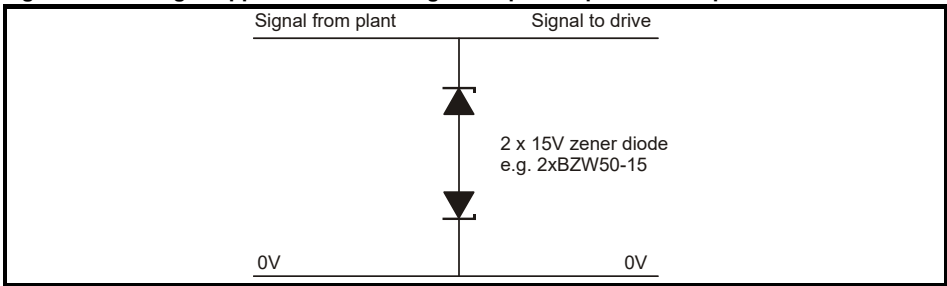 Signal from plant Signal to drive
2 x 15V zener diode
e.g. 2xBZW50-15
0V 0V